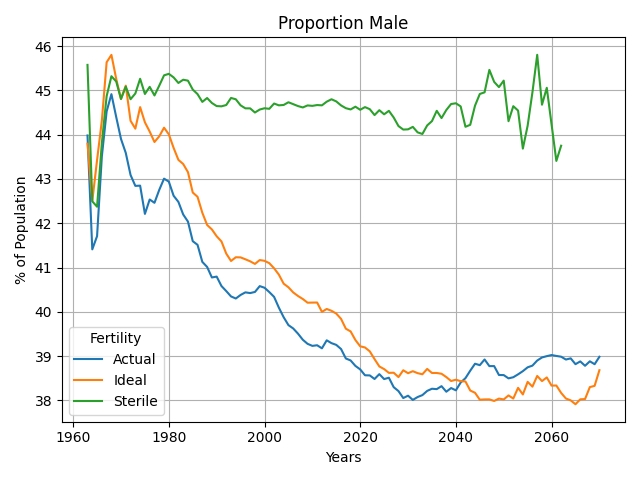 Proportion Male
% of Population
46
45
44
43
42
41
40
39
38
Fertility
Actual
Ideal
Sterile
1960 1980 2000 2020 2040 2060
Years